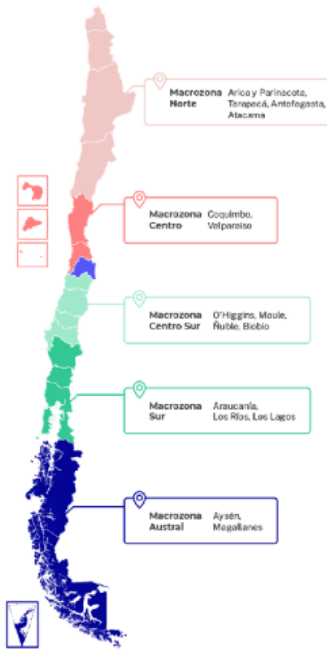 Macrozona
Norte
Arica y Parinacota,
Tarapacá, Antofagasta,
Atacama
Macrozona
Centro
Coquimbo,
Valparaíso
Macrozona
Centro Sur
O'Higgins, Maule,
Ñuble, Biobío
Macrozona
Sur
Araucanía,
Los Ríos, Los Lagos
Macrozona
Austral
Aysén,
Magallanes